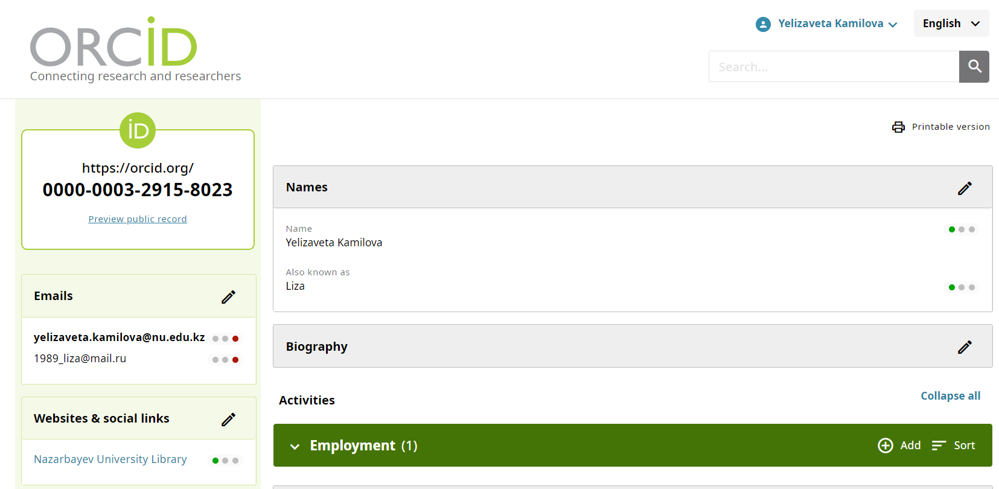 ORCID
Connecting research and researchers
Yelizaveta Kamilova
English
Search...
iD
https://orcid.org/
0000-0003-2915-8023
Preview public record
Emails
yelizaveta.kamilova@nu.edu.kz
1989_liza@mail.ru
Websites & social links
Nazarbayev University Library
Printable version
Names
Name
Yelizaveta Kamilova
Also known as
Liza
Biography
Activities
Collapse all
Employment (1)
Add
Sort